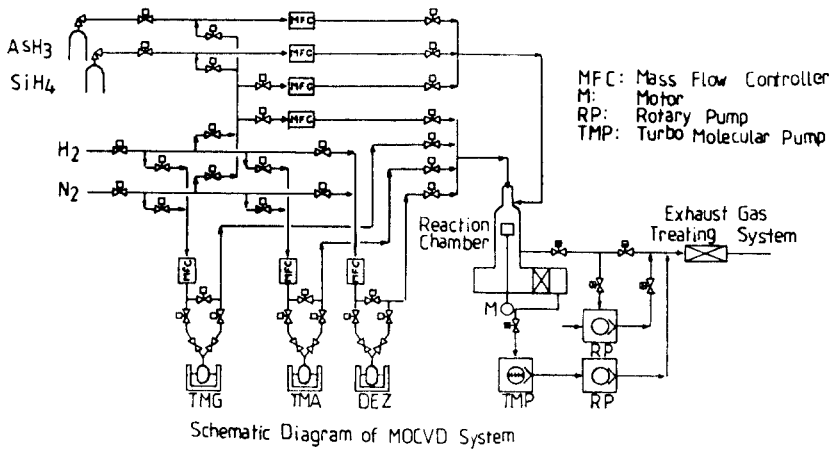 AsH3
SiH4
H2
N2
MFC
MFC
MFC
MFC
MFC: Mass Flow Controller
M: Motor
RP: Rotary Pump
TMP: Turbo Molecular Pump
Reaction Chamber
Exhaust Gas Treating System
MFC
MFC
MFC
M
RP
TMG
TMA
DEZ
TMP
RP
Schematic Diagram of MOCVD System